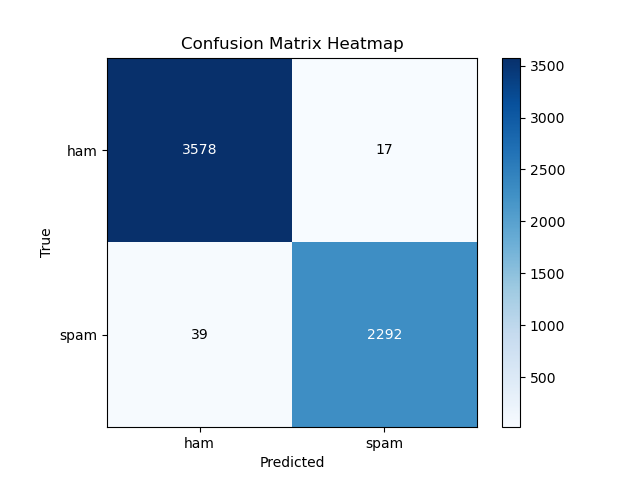 Confusion Matrix Heatmap
True
ham
spam
3578
17
39
2292
ham
spam
Predicted
3500
3000
2500
2000
1500
1000
500